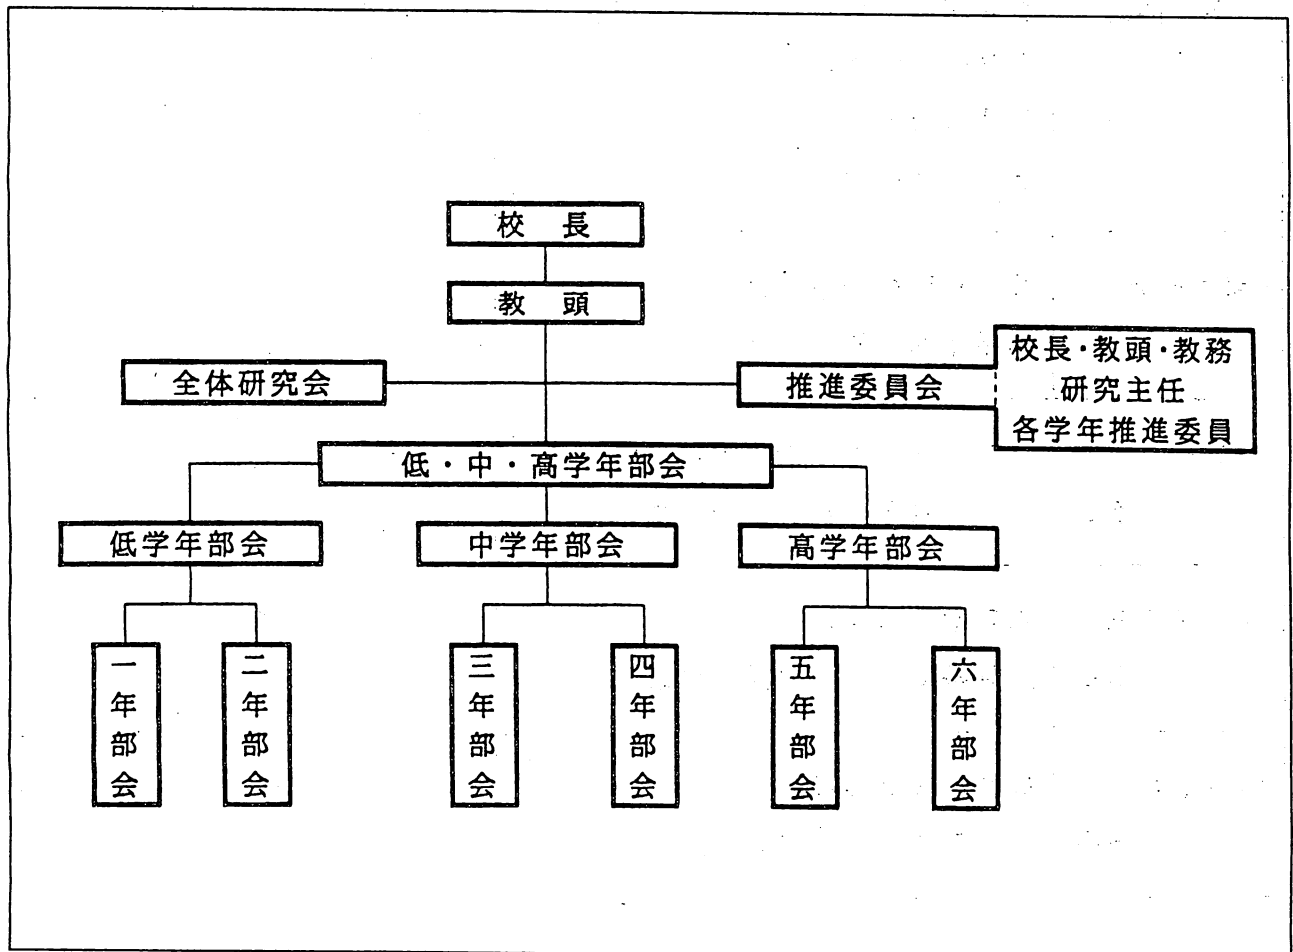 校長
教頭
全体研究会
推進委員会
校長・教頭・教務
研究主任
各学年推進委員
低・中・高学年部会
低学年部会
中学年部会
高学年部会
一年部会
二年部会
三年部会
四年部会
五年部会
六年部会